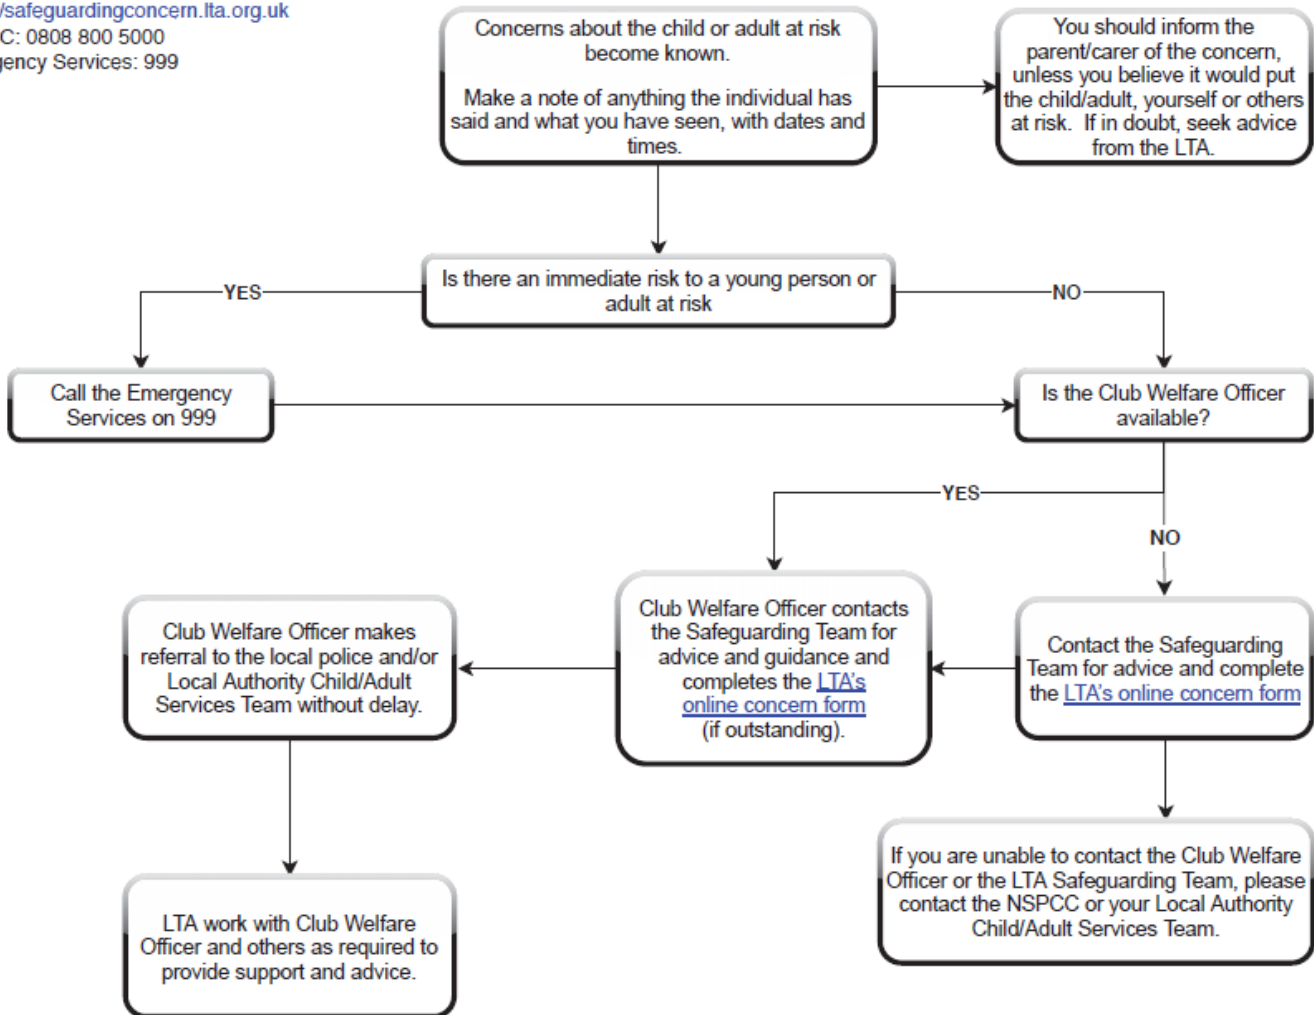 /safeguardingconcern.lta.org.uk
C: 0808 800 5000
gency Services: 999
Concerns about the child or adult at risk
become known.
Make a note of anything the individual has
said and what you have seen, with dates and
times.
You should inform the
parent/carer of the concern,
unless you believe it would put
the child/adult, yourself or others
at risk. If in doubt, seek advice
from the LTA.
Is there an immediate risk to a young person or
adult at risk
YES
NO
Call the Emergency
Services on 999
Is the Club Welfare Officer
available?
YES
NO
Club Welfare Officer makes
referral to the local police and/or
Local Authority Child/Adult
Services Team without delay.
Club Welfare Officer contacts
the Safeguarding Team for
advice and guidance and
completes the LTA's
online concern form
(if outstanding).
Contact the Safeguarding
Team for advice and complete
the LTA's online concern form
If you are unable to contact the Club Welfare
Officer or the LTA Safeguarding Team, please
contact the NSPCC or your Local Authority
Child/Adult Services Team.
LTA work with Club Welfare
Officer and others as required to
provide support and advice.